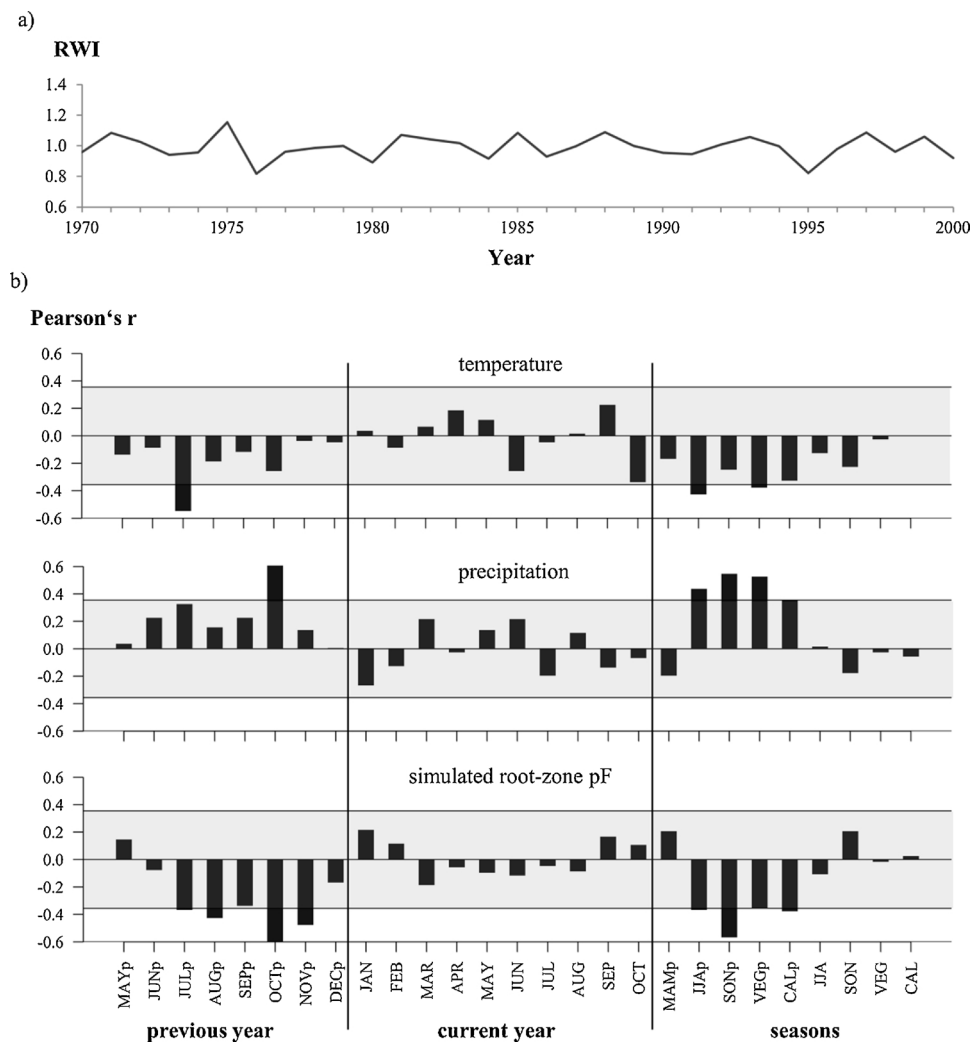 a)
RWI
1.4
1.2
1.0
0.8
0.6
1970 1975 1980 1985 1990 1995 2000
Year
b)
Pearson‘s r
temperature
0.6
0.4
0.2
0.0
-0.2
-0.4
-0.6
precipitation
0.6
0.4
0.2
0.0
-0.2
-0.4
-0.6
simulated root-zone pF
0.6
0.4
0.2
0.0
-0.2
-0.4
-0.6
MAYp JUNp JULp AUGp SEPp OCTp NOVp DECp JAN FEB MAR APR MAY JUN JUL AUG SEP OCT MAMp JJAp SONp VEGp CALp JJA SON VEG CAL
previous year current year seasons